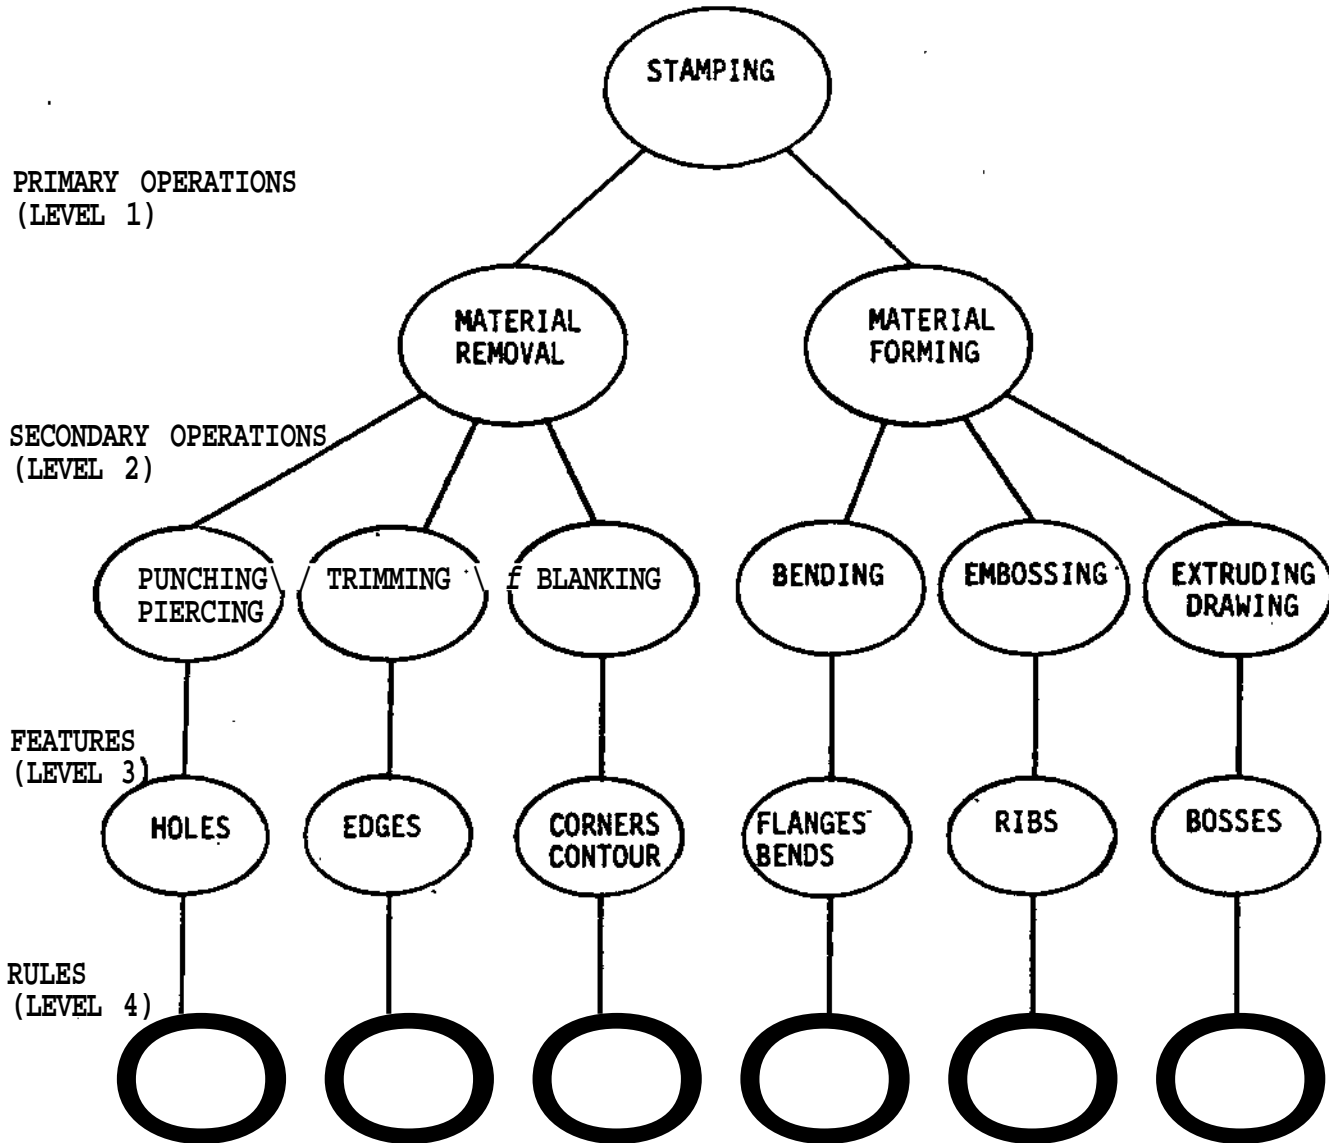 STAMPING
PRIMARY OPERATIONS
(LEVEL 1)
MATERIAL
REMOVAL
MATERIAL
FORMING
SECONDARY OPERATIONS
(LEVEL 2)
PUNCHING
PIERCING
TRIMMING
f BLANKING
BENDING
EMBOSSING
EXTRUDING
DRAWING
FEATURES
(LEVEL 3)
HOLES
EDGES
CORNERS
CONTOUR
FLANGES
BENDS
RIBS
BOSSES
RULES
(LEVEL 4)